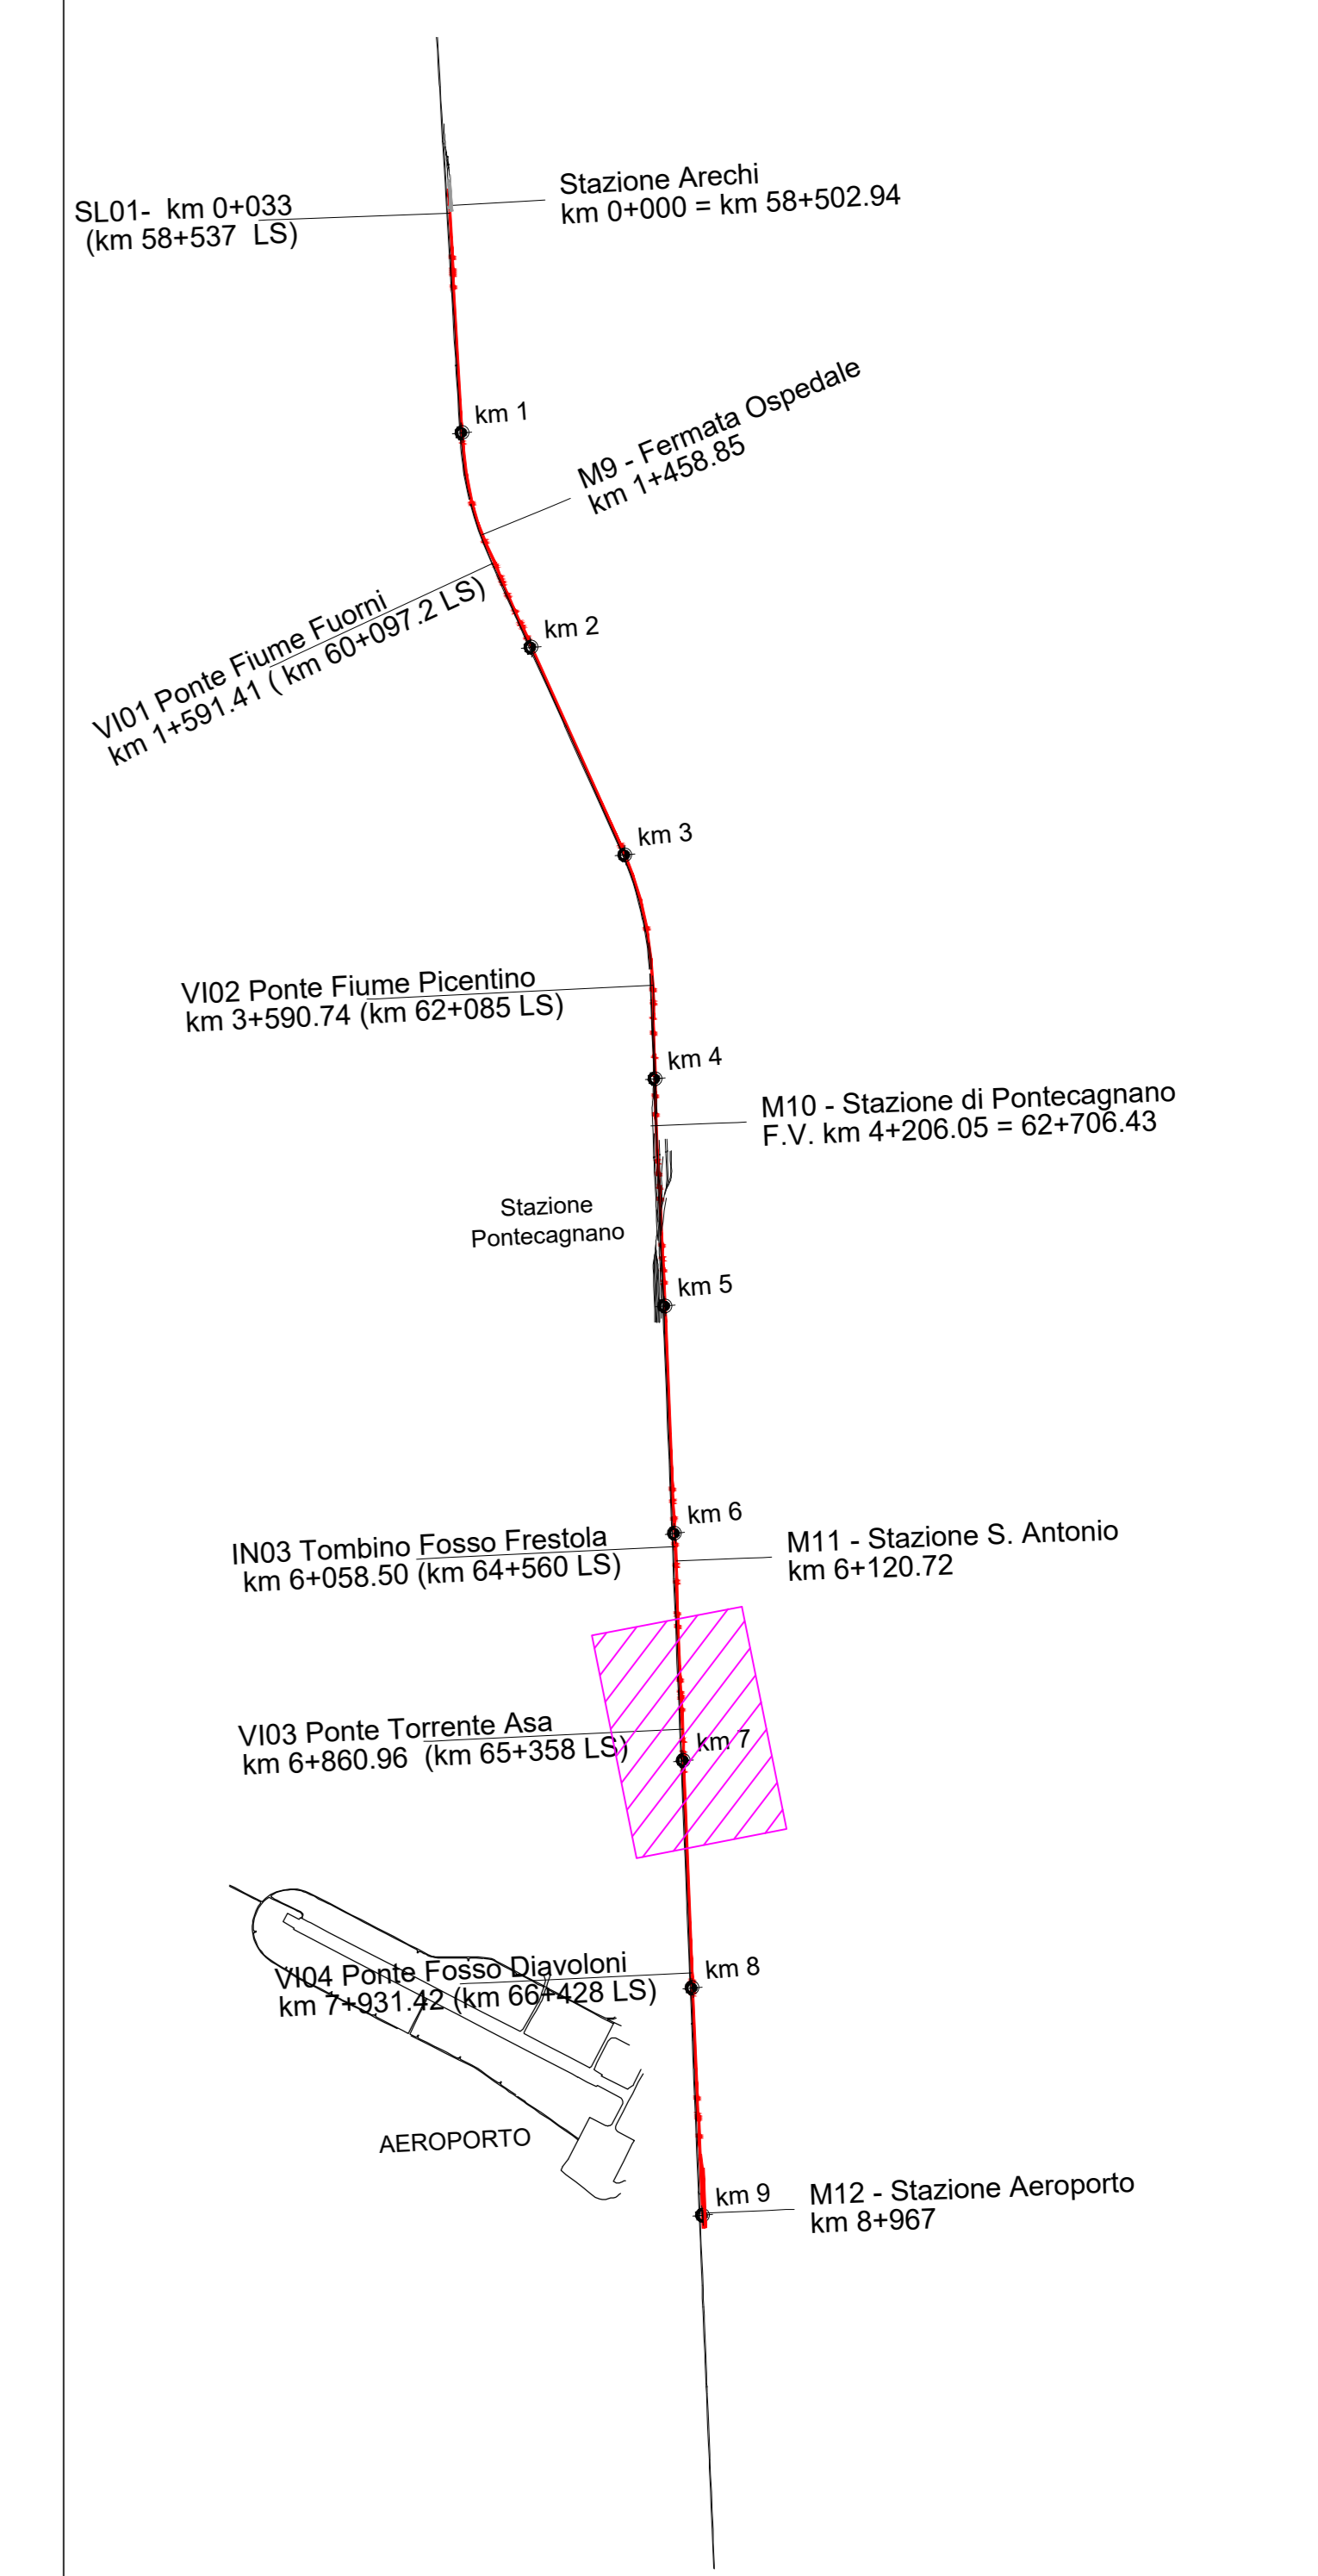 Stazione Arechi
km 0+000 = km 58+502.94
SL01-  km 0+033
(km 58+537  LS)
km 1
M9 - Fermata Ospedale
km 1+458.85
VI01 Ponte Fiume Fuorni
km 1+591.41 ( km 60+097.2 LS)
km 2
km 3
VI02 Ponte Fiume Picentino
km 3+590.74 (km 62+085 LS)
km 4
M10 - Stazione di Pontecagnano
F.V. km 4+206.05 = 62+706.43
Stazione
Pontecagnano
km 5
km 6
IN03 Tombino Fosso Frestola
km 6+058.50 (km 64+560 LS)
M11 - Stazione S. Antonio
km 6+120.72
VI03 Ponte Torrente Asa
km 6+860.96  (km 65+358 LS)
km 7
VI04 Ponte Fosso Diavoloni
km 7+931.42 (km 66+428 LS)
km 8
AEROPORTO
km 9
M12 - Stazione Aeroporto
km 8+967